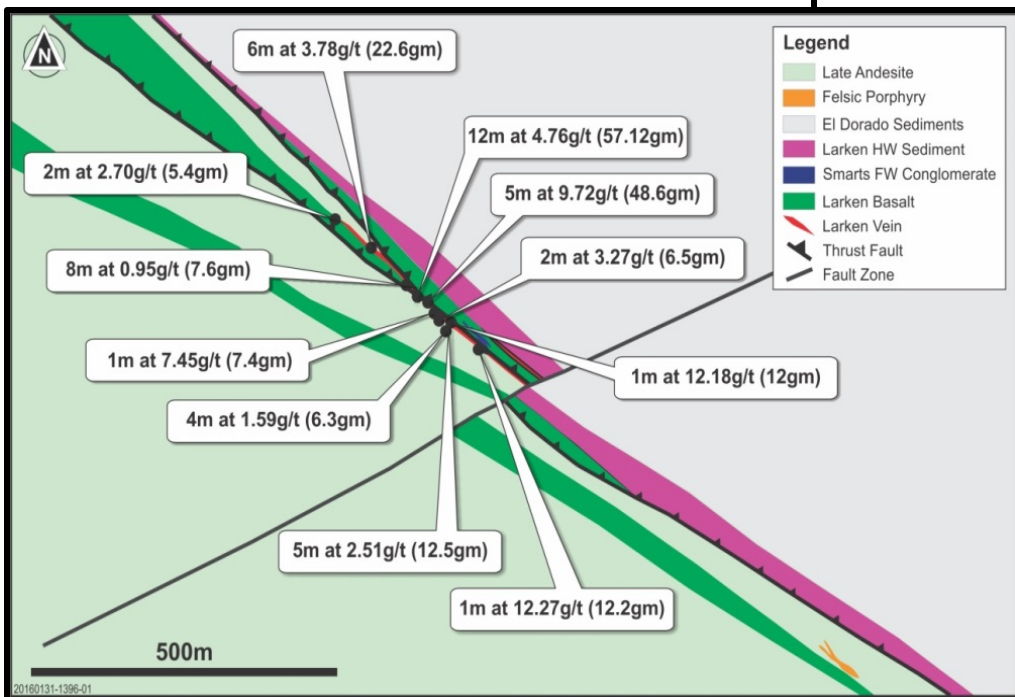 N
6m at 3.78g/t (22.6gm)
12m at 4.76g/t (57.12gm)
2m at 2.70g/t (5.4gm)
5m at 9.72g/t (48.6gm)
2m at 3.27g/t (6.5gm)
8m at 0.95g/t (7.6gm)
1m at 7.45g/t (7.4gm)
1m at 12.18g/t (12gm)
4m at 1.59g/t (6.3gm)
5m at 2.51g/t (12.5gm)
1m at 12.27g/t (12.2gm)
Legend
Late Andesite
Felsic Porphyry
El Dorado Sediments
Larken HW Sediment
Smarts FW Conglomerate
Larken Basalt
Larken Vein
Thrust Fault
Fault Zone
500m
20160131-1396-01